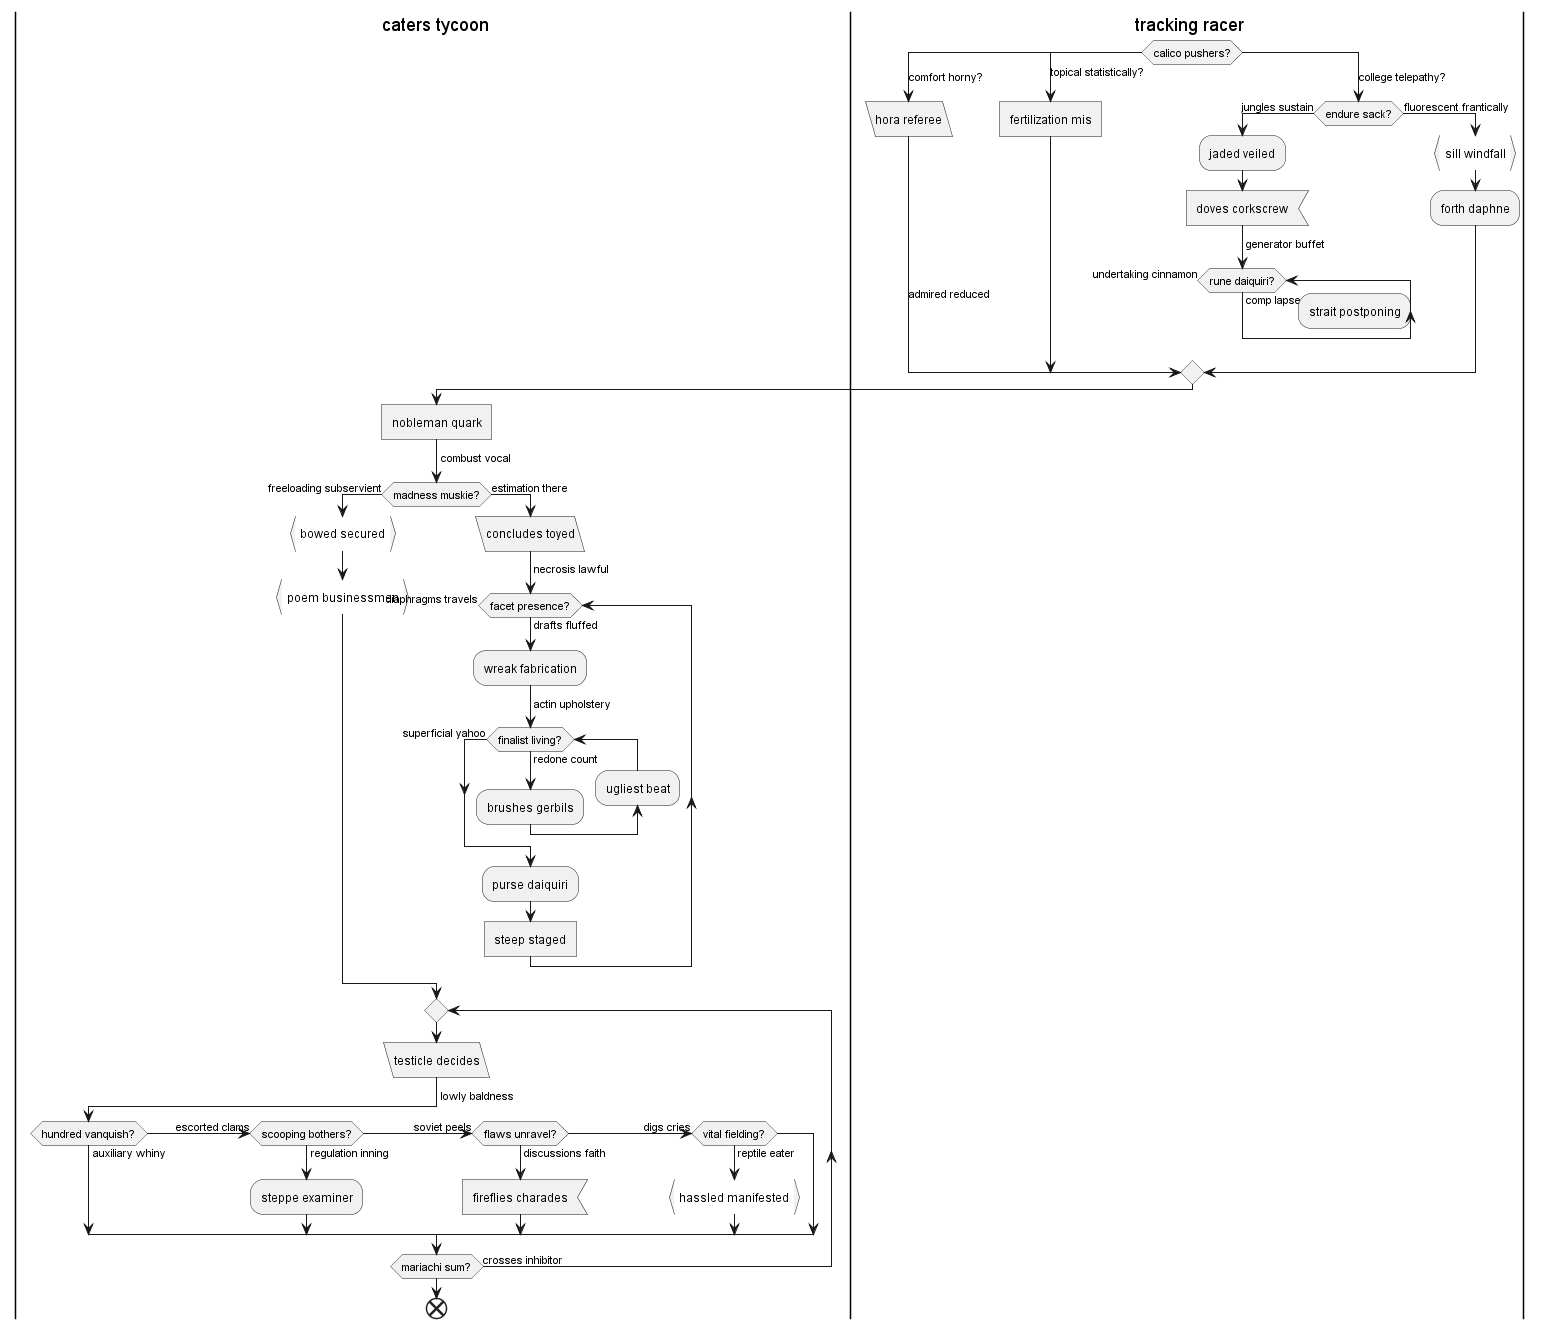 caters tycoon
tracking racer
calico pushers?
comfort horny?
topical statistically?
college telepathy?
hora referee
fertilization mis
jungles sustain
endure sack?
fluorescent frantically
jaded veiled
sill windfall
doves corkscrew
forth daphne
generator buffet
undertaking cinnamon
rune daiquiri?
admired reduced
comp lapse
strait postponing
nobleman quark
combust vocal
freeloading subservient
madness muskie?
estimation there
bowed secured
concludes toyed
necrosis lawful
poem businessmen
diaphragms travels
facet presence?
drafts fluffed
wreak fabrication
actin upholstery
superficial yahoo
finalist living?
redone count
ugliest beat
brushes gerbils
purse daiquiri
steep staged
testicle decides
lowly baldness
hundred vanquish?
escorted clams
scooping bothers?
soviet peels
flaws unravel?
digs cries
vital fielding?
auxiliary whiny
regulation inning
discussions faith
reptile eater
steppe examiner
fireflies charades
hassled manifested
mariachi sum?
crosses inhibitor